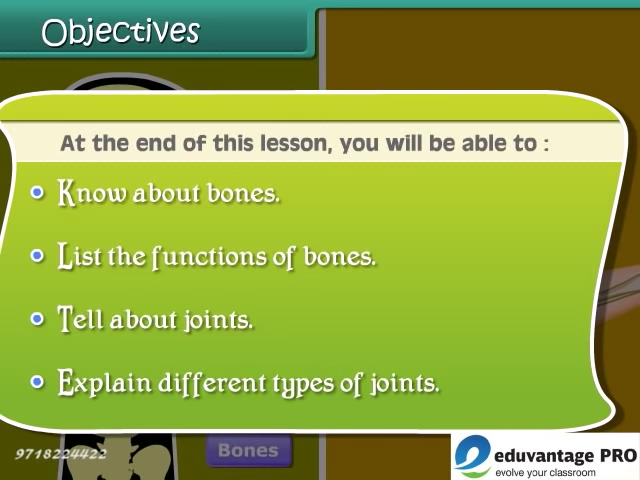 Objectives
At the end of this lesson, you will be able to :
Know about bones.
List the functions of bones.
Tell about joints.
Explain different types of joints.
9718224422
Bones
eduvantage PRO
evolve your classroom